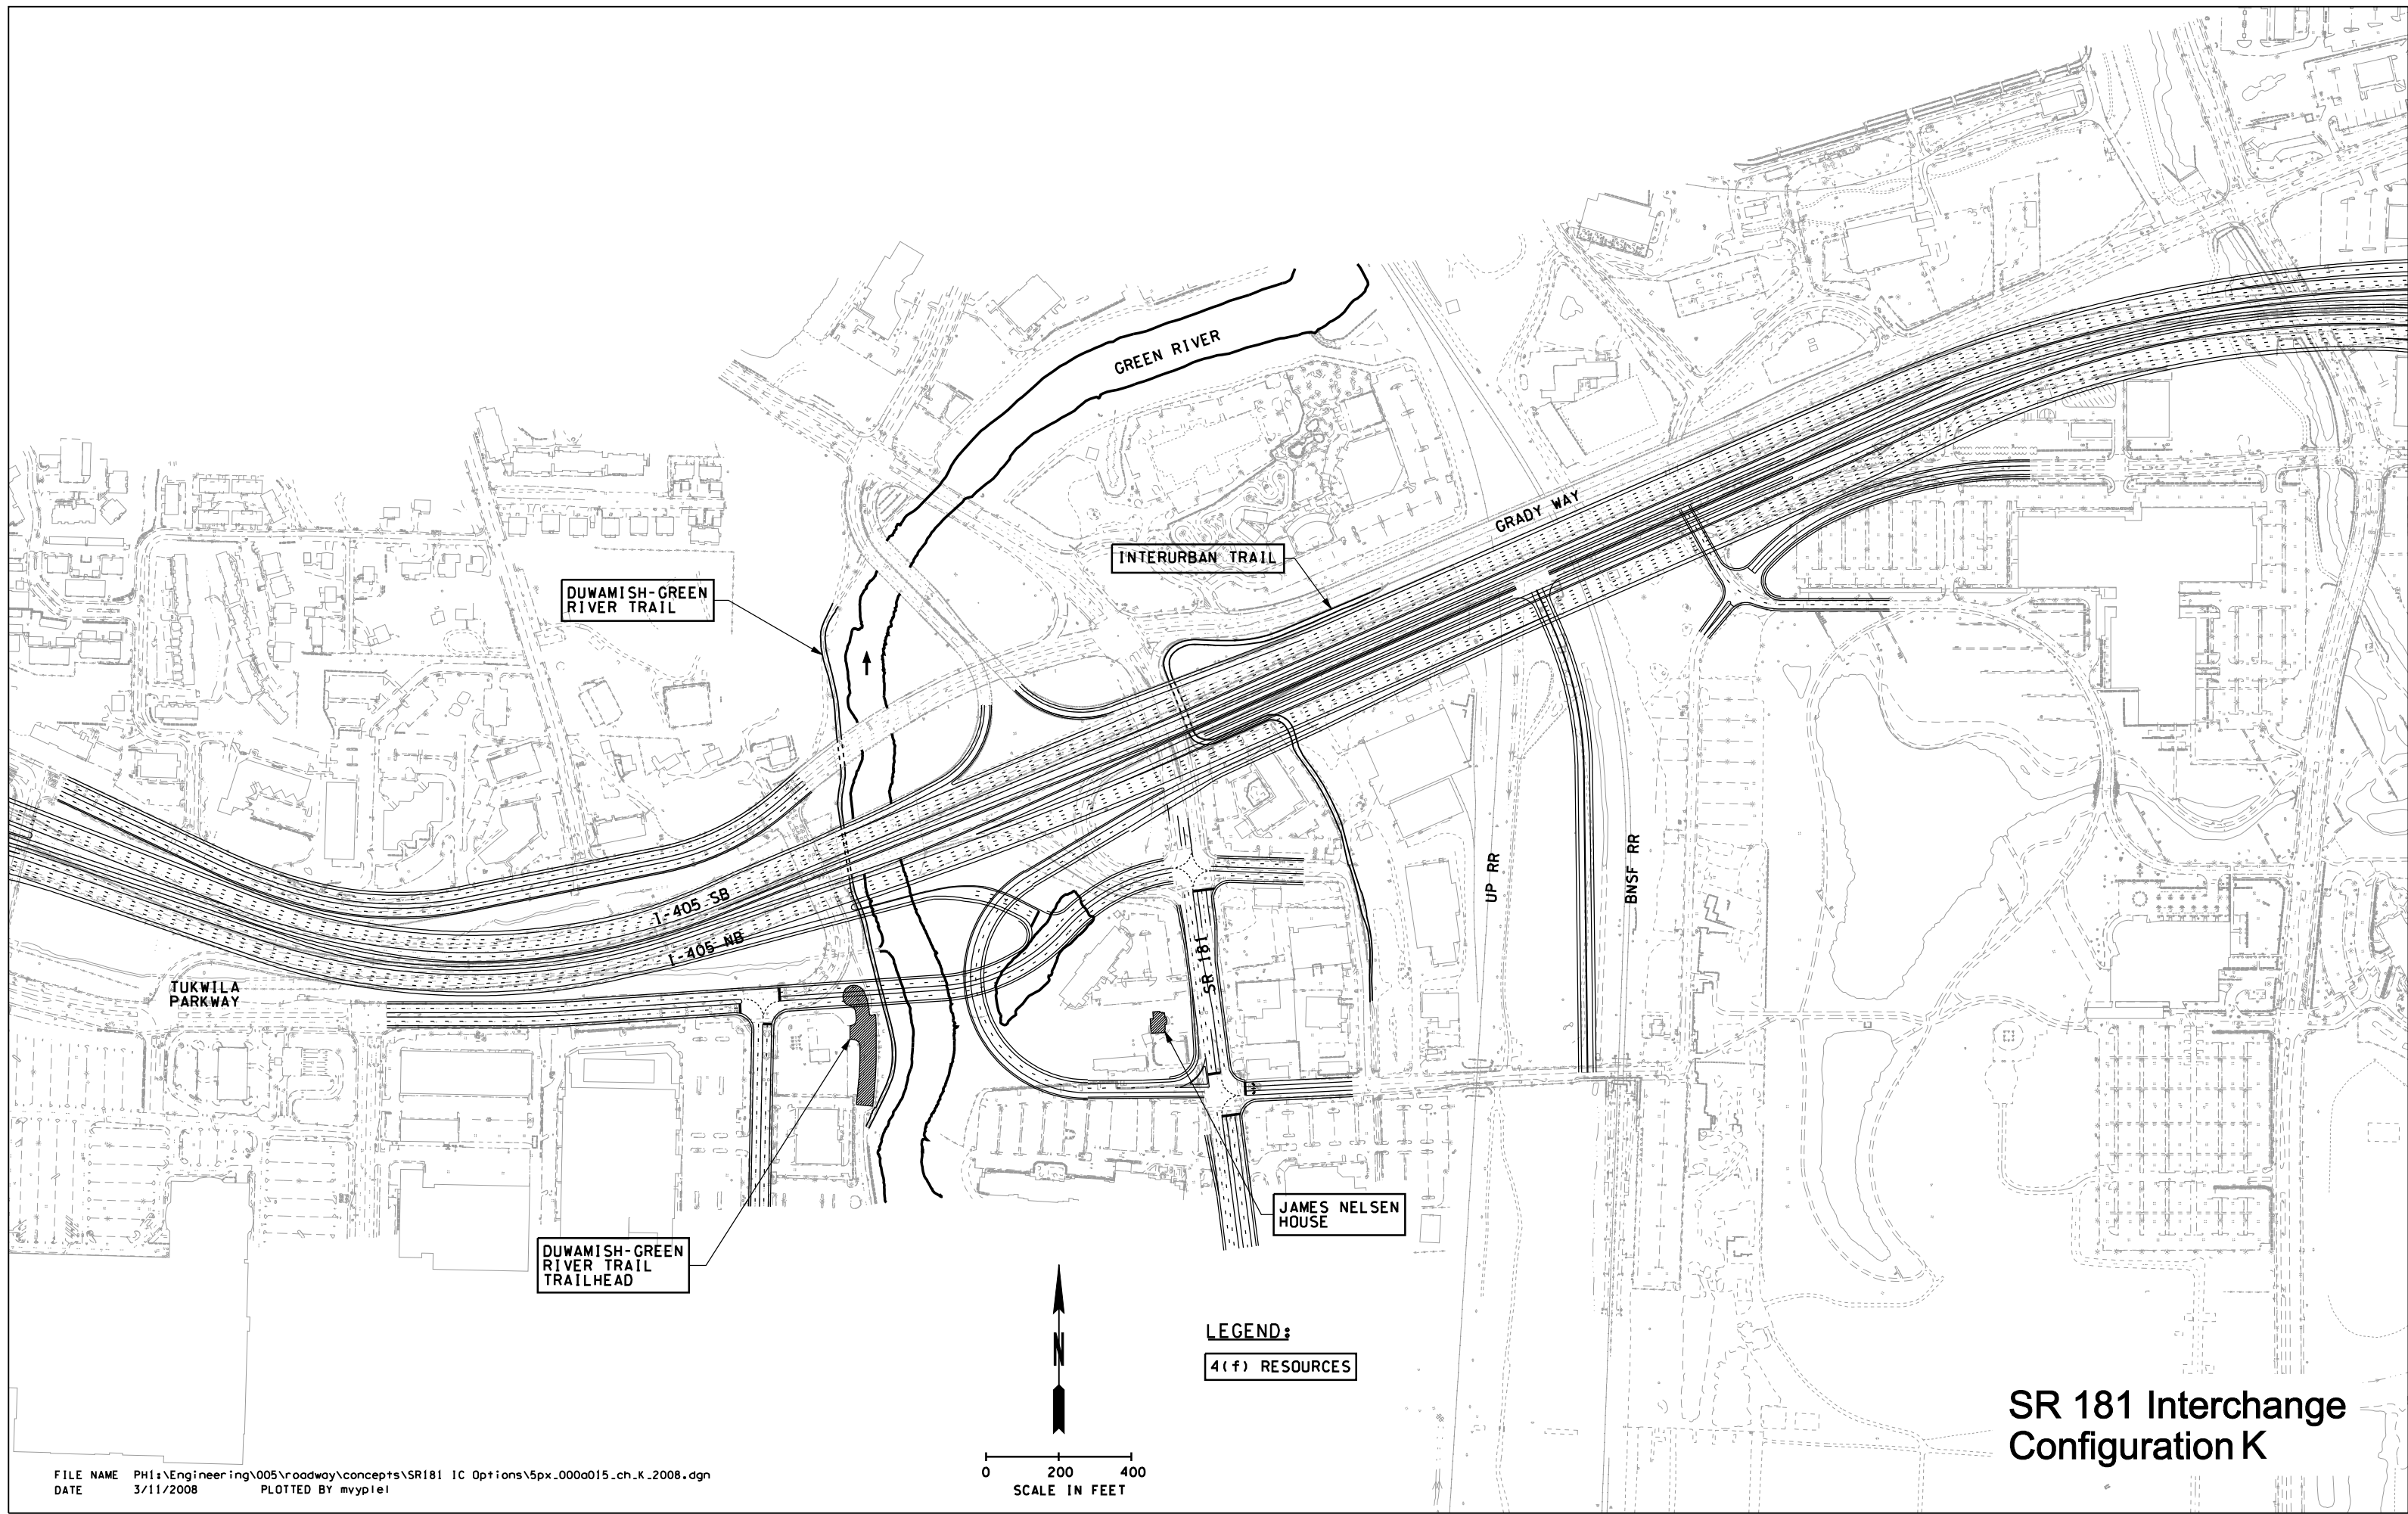 GREEN RIVER
GRADY WAY
INTERURBAN TRAIL
DUWAMISH-GREEN
RIVER TRAIL
UP RR
BNSF RR
I-405 SB
I-405 NB
SR 181
TUKWILA
PARKWAY
JAMES NELSEN
HOUSE
DUWAMISH-GREEN
RIVER TRAIL
TRAILHEAD
N
LEGEND:
4(f) RESOURCES
0 200 400
SCALE IN FEET
SR 181 Interchange
Configuration K
FILE NAME PH1:\Engineering\005\roadway\concepts\SR181 IC Options\5px_000a015_ch_K_2008.dgn
DATE 3/11/2008 PLOTTED BY mvyplel